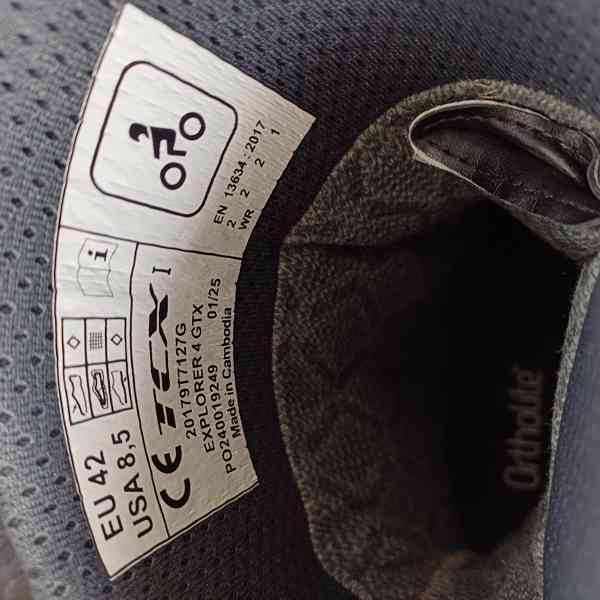 EN 13634:2017
2 2 2 1
WR
i
CE TCX I
20179T7127G
EXPLORER 4 GTX
PO240019249 01/25
Made in Cambodia
EU 42
USA 8,5
OrthoLite